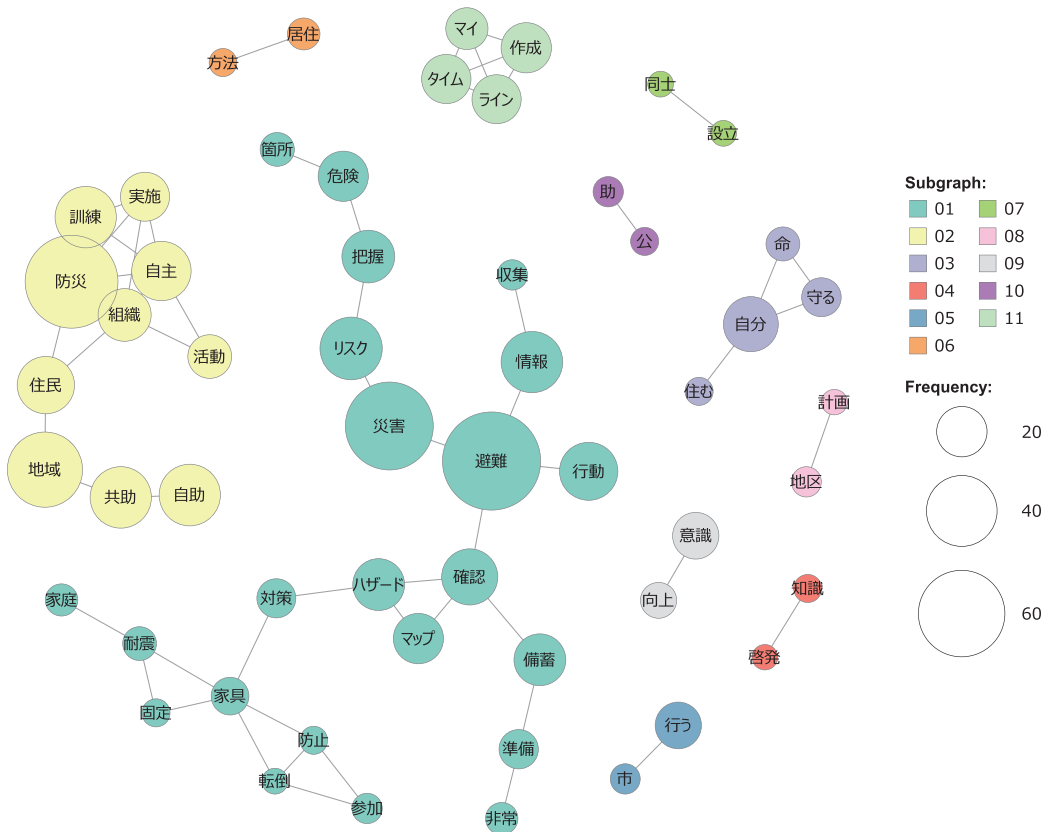 居住
方法
マイ
作成
タイム
ライン
同士
設立
箇所
危険
把握
リスク
災害
避難
収集
情報
行動
実施
訓練
防災
自主
組織
活動
住民
地域
共助
自助
助
公
命
守る
自分
住む
計画
地区
意識
向上
知識
啓発
行う
市
確認
ハザード
マップ
対策
備蓄
準備
非常
家庭
耐震
固定
家具
防止
転倒
参加
Subgraph:
01
02
03
04
05
06
07
08
09
10
11
Frequency:
20
40
60